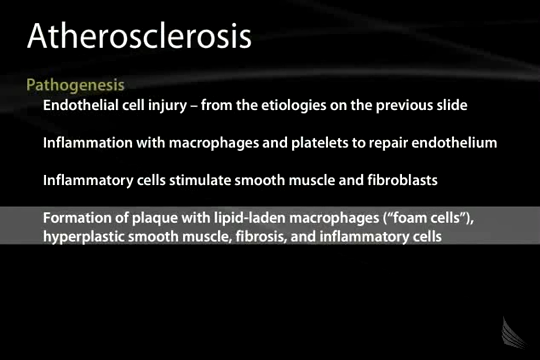 Atherosclerosis
Pathogenesis
Endothelial cell injury – from the etiologies on the previous slide
Inflammation with macrophages and platelets to repair endothelium
Inflammatory cells stimulate smooth muscle and fibroblasts
Formation of plaque with lipid-laden macrophages (“foam cells”),
hyperplastic smooth muscle, fibrosis, and inflammatory cells